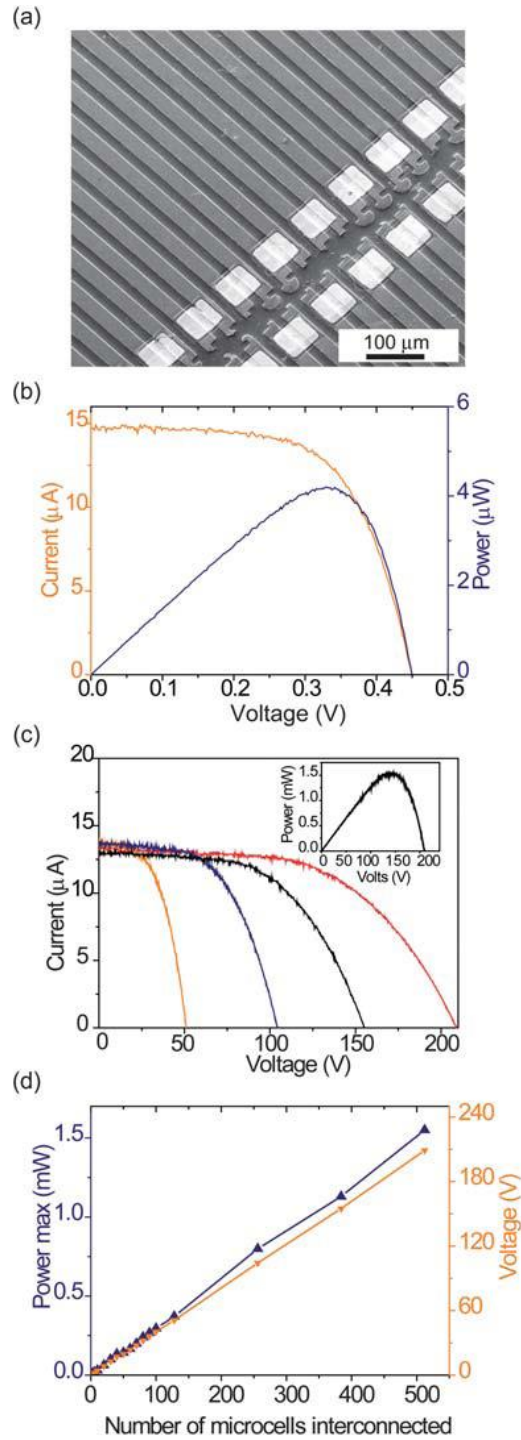 (a)
100 µm
(b)
15
10
5
0
Current (µA)
6
4
2
0
Power (µW)
0.0 0.1 0.2 0.3 0.4 0.5
Voltage (V)
(c)
20
15
10
5
0
Current (µA)
1.5
1.0
0.5
0.0
Power (mW)
0 50 100 150 200
Volts (V)
0 50 100 150 200
Voltage (V)
(d)
1.5
1.0
0.5
0.0
Power max (mW)
240
180
120
60
0
Voltage (V)
0 100 200 300 400 500
Number of microcells interconnected